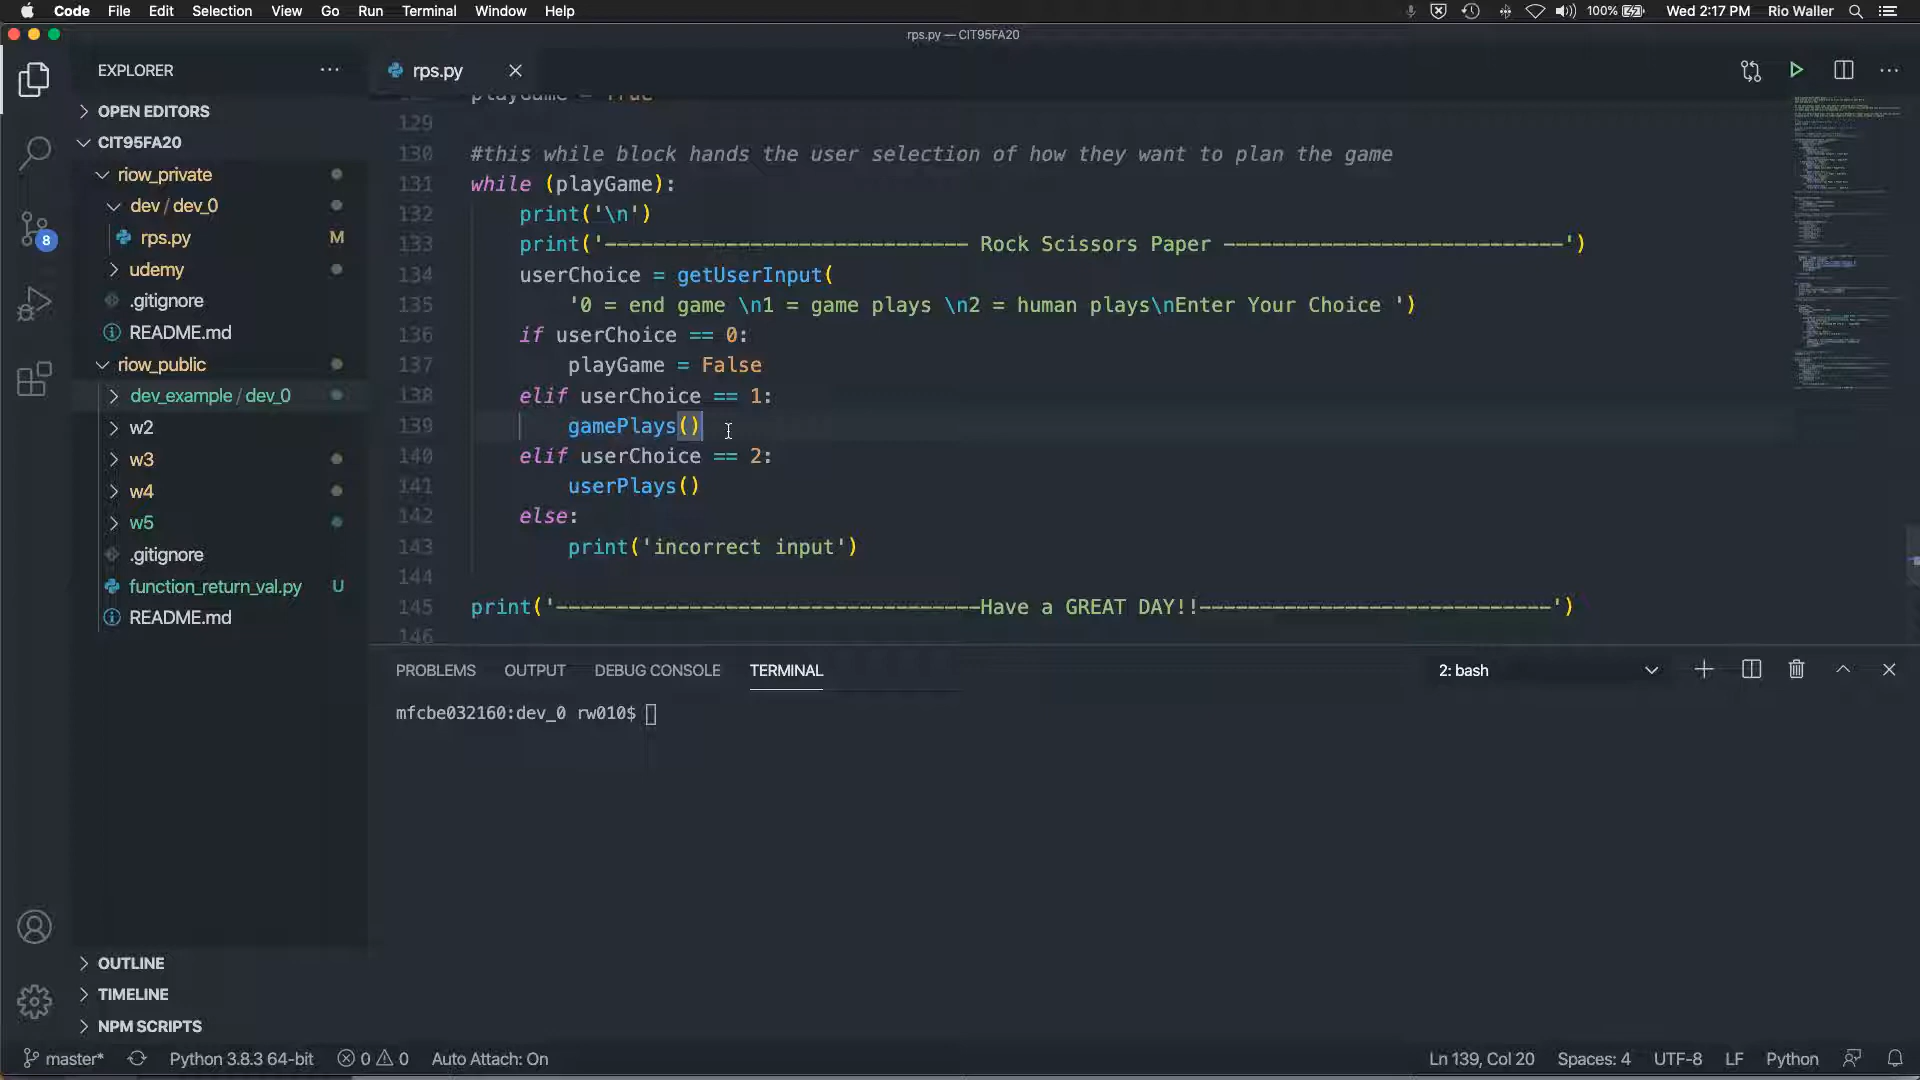 Code File Edit Selection View Go Run Terminal Window Help 100% Wed 2:17 PM Rio Waller
rps.py — CIT95FA20
EXPLORER
rps.py
OPEN EDITORS
CIT95FA20
riow_private
dev / dev_0
rps.py M
udemy
.gitignore
README.md
riow_public
dev_example / dev_0
w2
w3
w4
w5
.gitignore
function_return_val.py U
README.md
OUTLINE
TIMELINE
NPM SCRIPTS
8
playGame = True
129
130 #this while block hands the user selection of how they want to plan the game
131 while (playGame):
132 print('\n')
133 print('------------------------------ Rock Scissors Paper ----------------------------')
134 userChoice = getUserInput(
135 '0 = end game \n1 = game plays \n2 = human plays\nEnter Your Choice ')
136 if userChoice == 0:
137 playGame = False
138 elif userChoice == 1:
139 gamePlays()
140 elif userChoice == 2:
141 userPlays()
142 else:
143 print('incorrect input')
144
145 print('-----------------------------------Have a GREAT DAY!!-----------------------------')
146
PROBLEMS OUTPUT DEBUG CONSOLE TERMINAL 2: bash
mfcbe032160:dev_0 rw010$
master* Python 3.8.3 64-bit 0 0 Auto Attach: On Ln 139, Col 20 Spaces: 4 UTF-8 LF Python